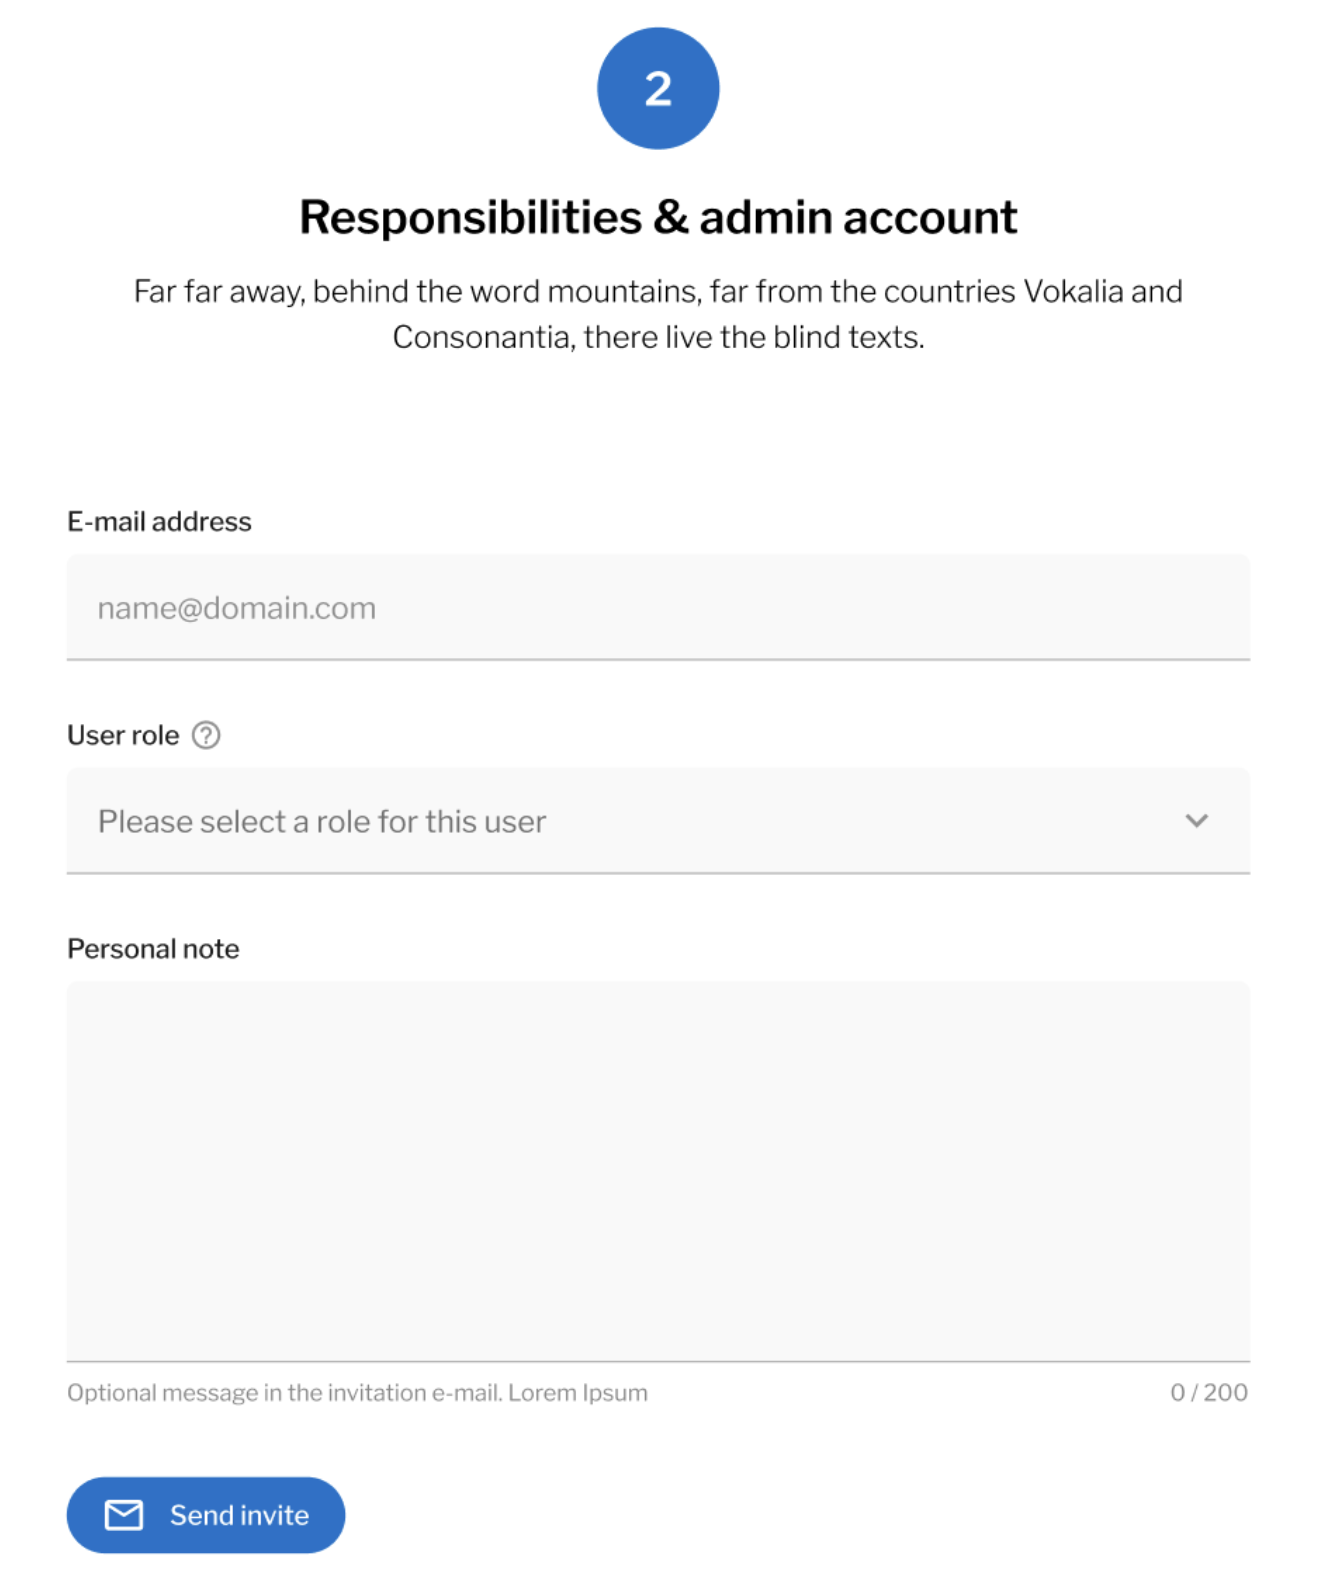 2
Responsibilities & admin account
Far far away, behind the word mountains, far from the countries Vokalia and
Consonantia, there live the blind texts.
E-mail address
name@domain.com
User role ?
Please select a role for this user
Personal note
Optional message in the invitation e-mail. Lorem Ipsum
0 / 200
Send invite